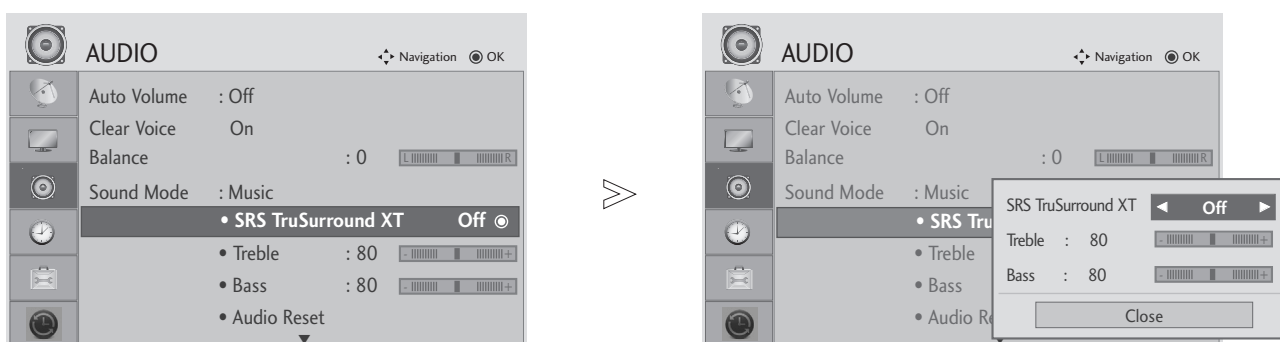 AUDIO
Navigation OK
Auto Volume : Off
Clear Voice On
Balance : 0 L R
Sound Mode : Music
• SRS TruSurround XT Off
• Treble : 80 - +
• Bass : 80 - +
• Audio Reset
AUDIO
Navigation OK
Auto Volume : Off
Clear Voice On
Balance : 0 L R
Sound Mode : Music
• SRS Tru
• Treble
• Bass
• Audio Re
SRS TruSurround XT ◄ Off ►
Treble : 80 - +
Bass : 80 - +
Close